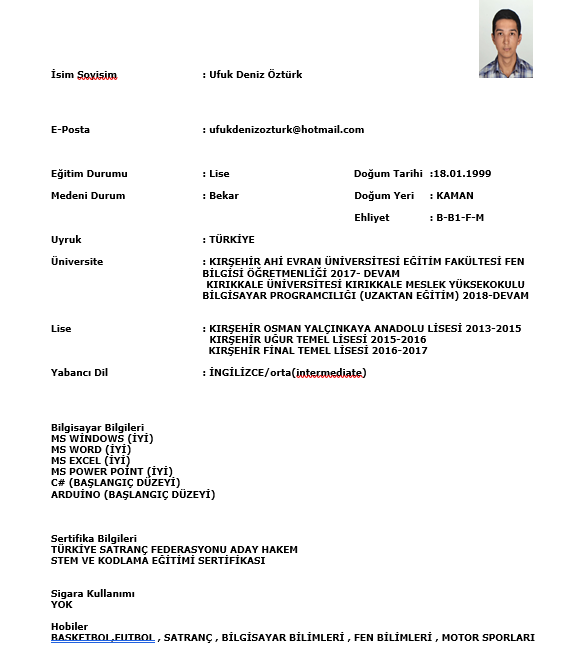 İsim Soyisim : Ufuk Deniz Öztürk
E-Posta : ufukdenizozturk@hotmail.com
Eğitim Durumu : Lise Doğum Tarihi :18.01.1999
Medeni Durum : Bekar Doğum Yeri : KAMAN
Ehliyet : B-B1-F-M
Uyruk : TÜRKİYE
Üniversite : KIRŞEHİR AHİ EVRAN ÜNİVERSİTESİ EĞİTİM FAKÜLTESİ FEN
BİLGİSİ ÖĞRETMENLİĞİ 2017- DEVAM
KIRIKKALE ÜNİVERSİTESİ KIRIKKALE MESLEK YÜKSEKOKULU
BİLGİSAYAR PROGRAMCILIĞI (UZAKTAN EĞİTİM) 2018-DEVAM
Lise : KIRŞEHİR OSMAN YALÇINKAYA ANADOLU LİSESİ 2013-2015
KIRŞEHİR UĞUR TEMEL LİSESİ 2015-2016
KIRŞEHİR FİNAL TEMEL LİSESİ 2016-2017
Yabancı Dil : İNGİLİZCE/orta(intermediate)
Bilgisayar Bilgileri
MS WİNDOWS (İYİ)
MS WORD (İYİ)
MS EXCEL (İYİ)
MS POWER POİNT (İYİ)
C# (BAŞLANGIÇ DÜZEYİ)
ARDUİNO (BAŞLANGIÇ DÜZEYİ)
Sertifika Bilgileri
TÜRKİYE SATRANÇ FEDERASYONU ADAY HAKEM
STEM VE KODLAMA EĞİTİMİ SERTİFİKASI
Sigara Kullanımı
YOK
Hobiler
BASKETBOL,FUTBOL , SATRANÇ , BİLGİSAYAR BİLİMLERİ , FEN BİLİMLERİ , MOTOR SPORLARI